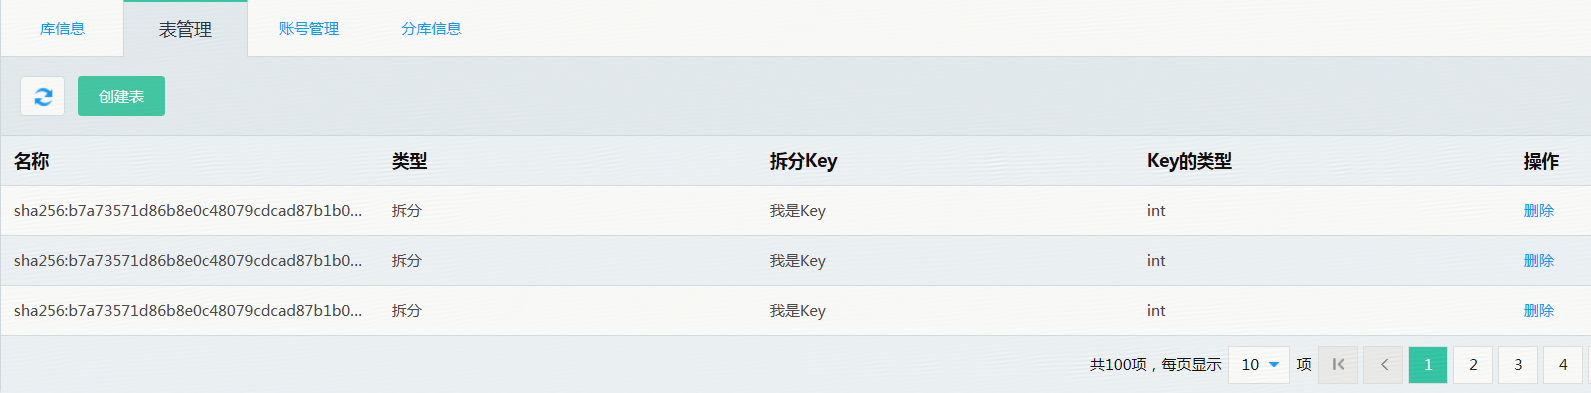 库信息 表管理 账号管理 分库信息
创建表
名称 类型 拆分Key Key的类型 操作
sha256:b7a73571d86b8e0c48079cdcad87b1b0... 拆分 我是Key int 删除
sha256:b7a73571d86b8e0c48079cdcad87b1b0... 拆分 我是Key int 删除
sha256:b7a73571d86b8e0c48079cdcad87b1b0... 拆分 我是Key int 删除
共100项，每页显示 10 项 1 2 3 4